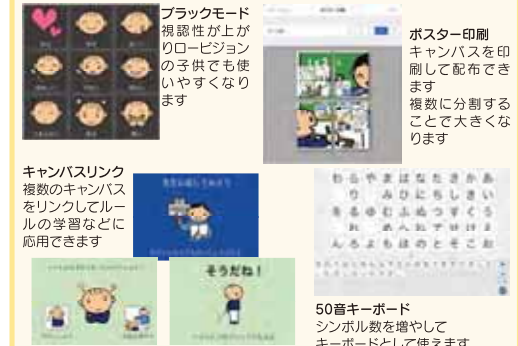 ブラックモード
視認性が上が
りロービジョン
の子供でも使
いやすくなり
ます
ポスター印刷
キャンバスを印
刷して配布でき
ます
複数に分割する
ことで大きくな
ります
キャンバスリンク
複数のキャンバス
をリンクしてルー
ルの学習などに
応用できます
そうだね！
わらやまはなたさかあ
りみひにちしきい
をるゆむふぬつすくう
れめへねてせけえ
んろよもほのとそこお
50音キーボード
シンボル数を増やして
キーボードとして使えます